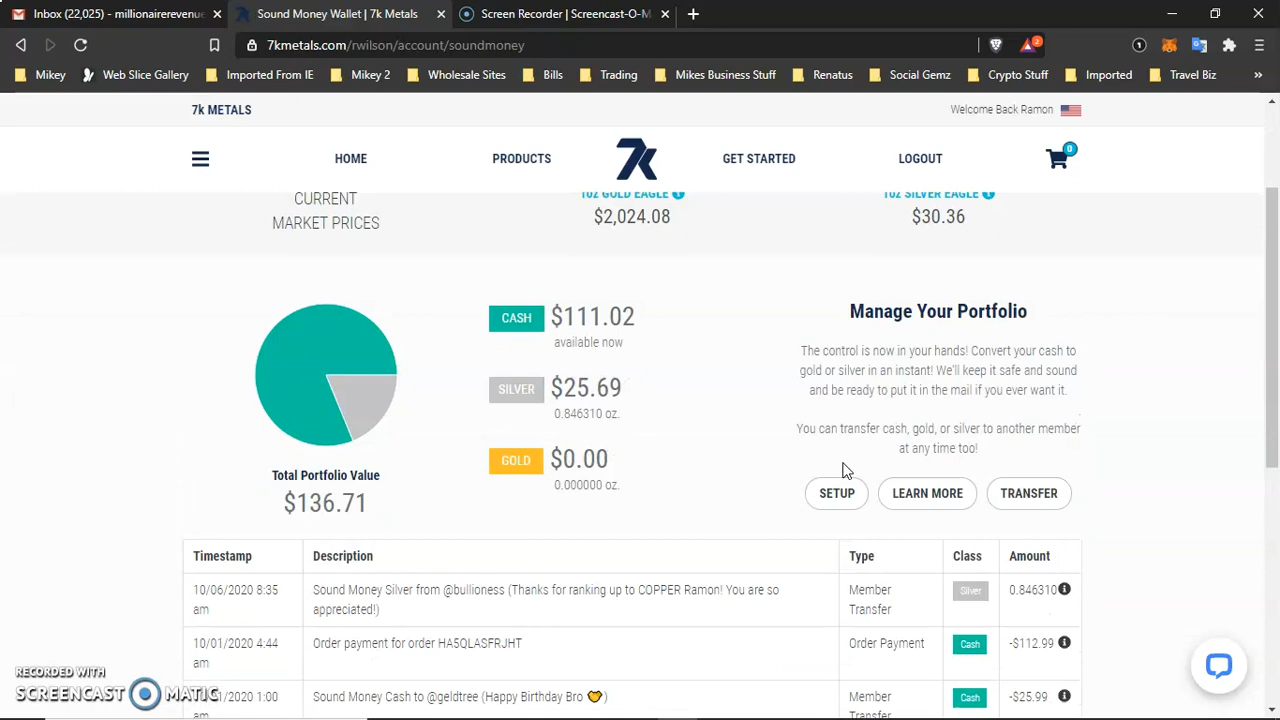 Inbox (22,025) - millionairerevenue
Sound Money Wallet | 7k Metals
Screen Recorder | Screencast-O-M
7kmetals.com/rwilson/account/soundmoney
2
1
Mikey
Web Slice Gallery
Imported From IE
Mikey 2
Wholesale Sites
Bills
Trading
Mikes Business Stuff
Renatus
Social Gemz
Crypto Stuff
Imported
Travel Biz
»
7k METALS
Welcome Back Ramon
HOME
PRODUCTS
7k
GET STARTED
LOGOUT
0
CURRENT
MARKET PRICES
1oz GOLD EAGLE
$2,024.08
1oz SILVER EAGLE
$30.36
Total Portfolio Value
$136.71
CASH $111.02
available now
SILVER $25.69
0.846310 oz.
GOLD $0.00
0.000000 oz.
Manage Your Portfolio
The control is now in your hands! Convert your cash to
gold or silver in an instant! We'll keep it safe and sound
and be ready to put it in the mail if you ever want it.
You can transfer cash, gold, or silver to another member
at any time too!
SETUP
LEARN MORE
TRANSFER
Timestamp Description Type Class Amount
10/06/2020 8:35 Sound Money Silver from @bullioness (Thanks for ranking up to COPPER Ramon! You are so Member Silver 0.846310
am appreciated!) Transfer
10/01/2020 4:44 Order payment for order HA5QLASFRJHT Order Payment Cash -$112.99
am
1/2020 1:00 Sound Money Cash to @geldtree (Happy Birthday Bro 🤛) Member Cash -$25.99
am Transfer
RECORDED WITH
SCREENCAST MATIC